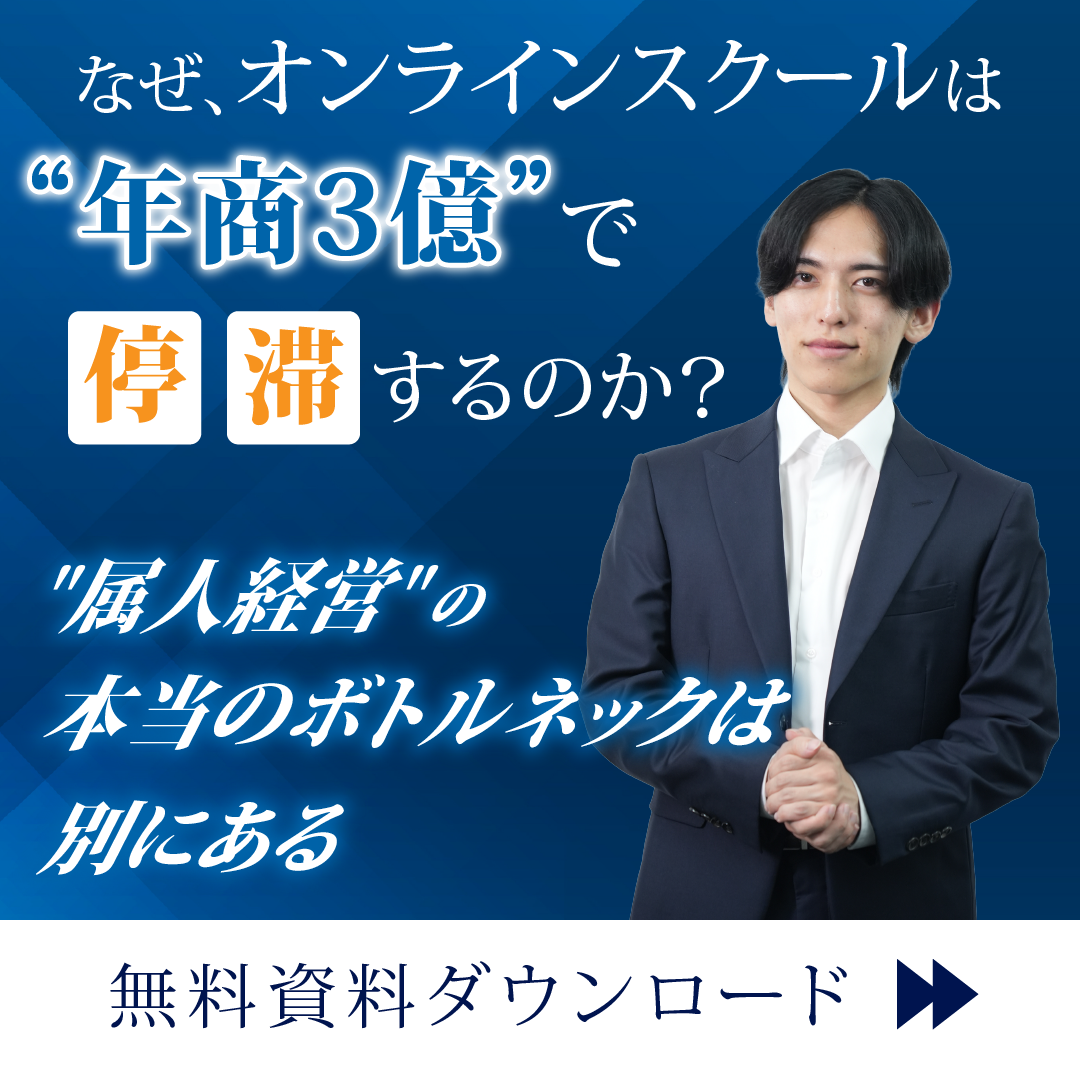 なぜ、オンラインスクールは
“年商3億”で
停滞するのか?
"属人経営"の
本当のボトルネックは
別にある
無料資料ダウンロード